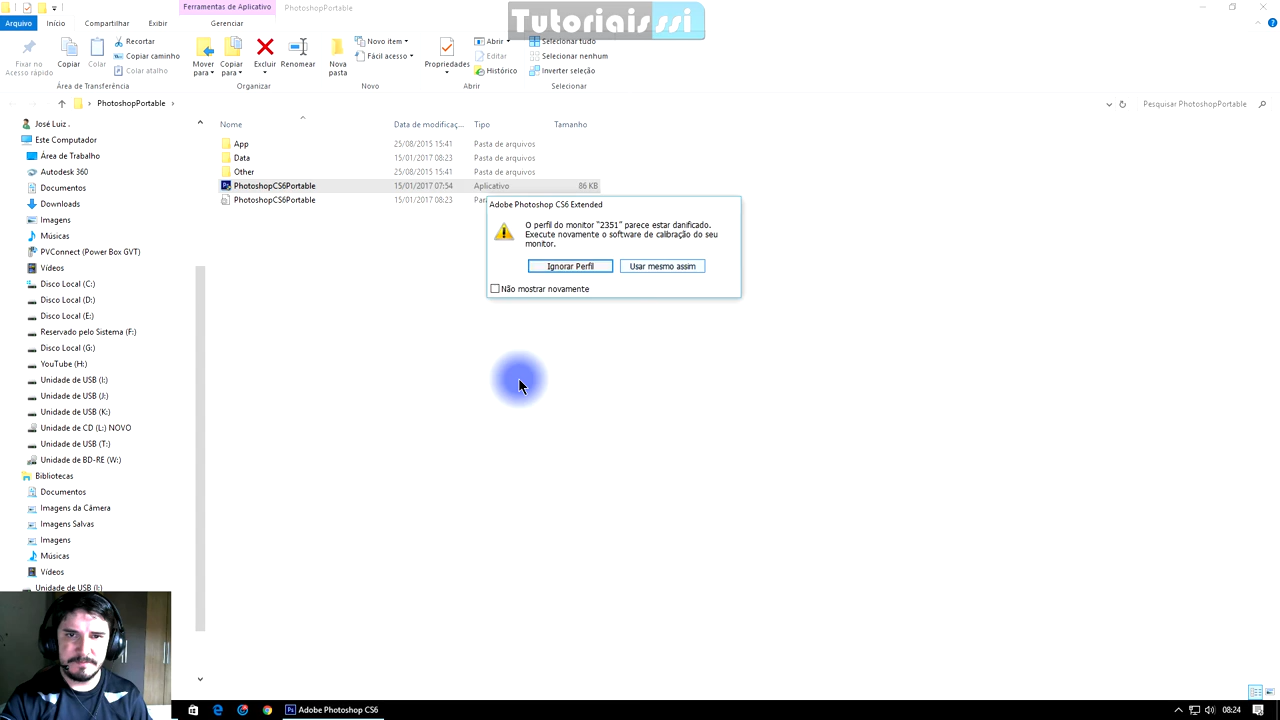 Ferramentas de Aplicativo
PhotoshopPortable
Tutoriaisssi
Arquivo
Início
Compartilhar
Exibir
Gerenciar
Fixar no
Acesso rápido
Copiar
Colar
Recortar
Copiar caminho
Colar atalho
Mover
para
Copiar
para
Excluir
Renomear
Nova
pasta
Novo item
Fácil acesso
Propriedades
Abrir
Editar
Histórico
Selecionar tudo
Selecionar nenhum
Inverter seleção
Área de Transferência
Organizar
Novo
Abrir
Selecionar
PhotoshopPortable
Pesquisar PhotoshopPortable
José Luiz .
Este Computador
Área de Trabalho
Autodesk 360
Documentos
Downloads
Imagens
Músicas
PVConnect (Power Box GVT)
Vídeos
Disco Local (C:)
Disco Local (D:)
Disco Local (E:)
Reservado pelo Sistema (F:)
Disco Local (G:)
YouTube (H:)
Unidade de USB (I:)
Unidade de USB (J:)
Unidade de USB (K:)
Unidade de CD (L:) NOVO
Unidade de USB (T:)
Unidade de BD-RE (W:)
Bibliotecas
Documentos
Imagens da Câmera
Imagens Salvas
Imagens
Músicas
Vídeos
Unidade de USB (I:)
Nome
Data de modificaç...
Tipo
Tamanho
App 25/08/2015 15:41 Pasta de arquivos
Data 15/01/2017 08:23 Pasta de arquivos
Other 25/08/2015 15:41 Pasta de arquivos
PhotoshopCS6Portable 15/01/2017 07:54 Aplicativo 86 KB
PhotoshopCS6Portable 15/01/2017 08:23
Adobe Photoshop CS6 Extended
O perfil do monitor "2351" parece estar danificado.
Execute novamente o software de calibração do seu
monitor.
Ignorar Perfil
Usar mesmo assim
Não mostrar novamente
Adobe Photoshop CS6
08:24